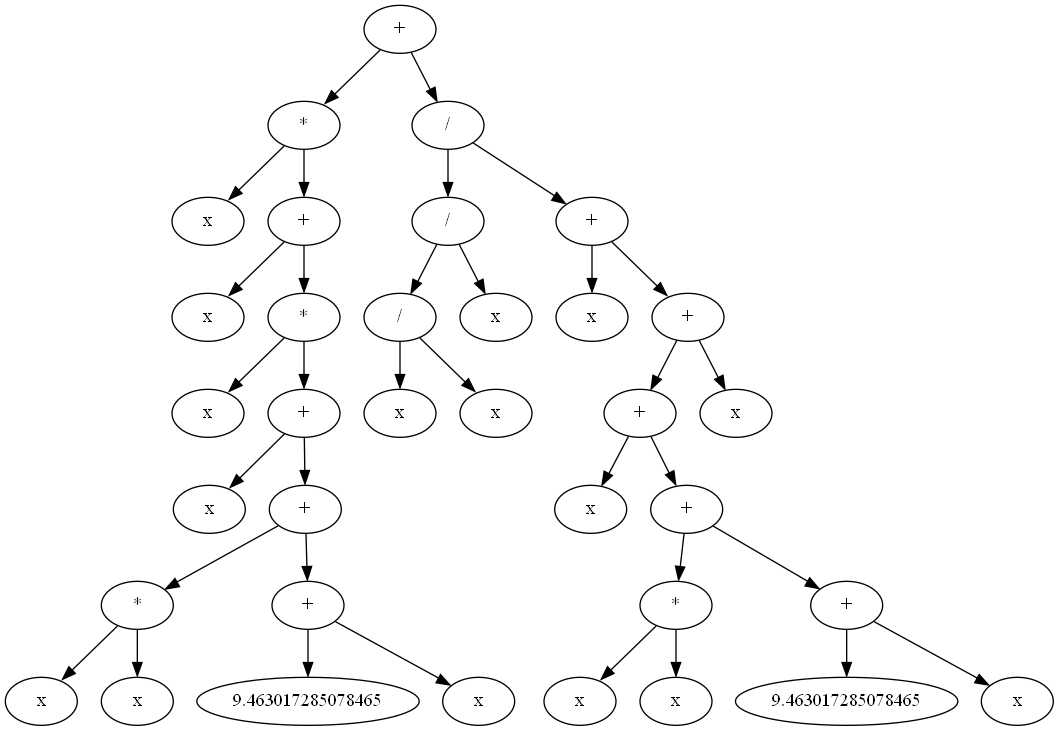 +
* /
x + / +
x * / x x +
x + x x + x
x + x +
* + * +
x x 9.463017285078465 x x x 9.463017285078465 x